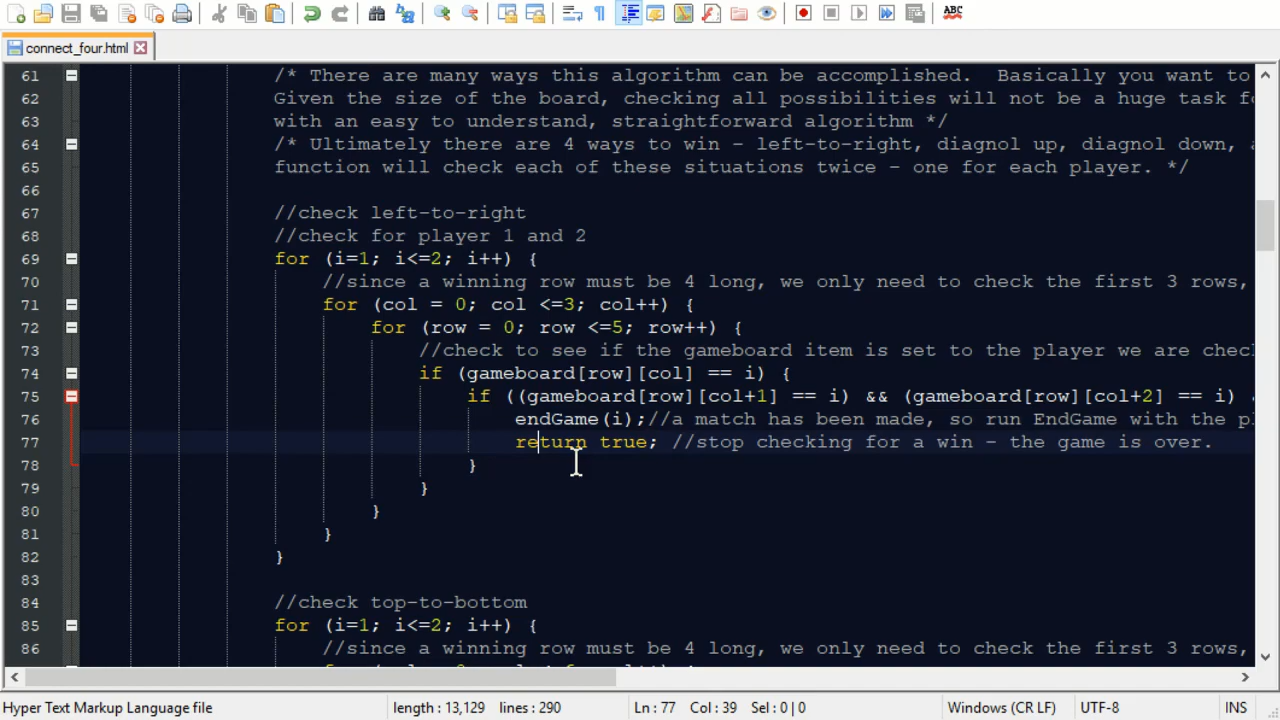 ABC
connect_four.html
61 /* There are many ways this algorithm can be accomplished.  Basically you want to
62 Given the size of the board, checking all possibilities will not be a huge task
63 with an easy to understand, straightforward algorithm */
64 /* Ultimately there are 4 ways to win - left-to-right, diagnol up, diagnol down,
65 function will check each of these situations twice - one for each player. */
66
67 //check left-to-right
68 //check for player 1 and 2
69 for (i=1; i<=2; i++) {
70 //since a winning row must be 4 long, we only need to check the first 3 rows,
71 for (col = 0; col <=3; col++) {
72 for (row = 0; row <=5; row++) {
73 //check to see if the gameboard item is set to the player we are chec
74 if (gameboard[row][col] == i) {
75 if ((gameboard[row][col+1] == i) && (gameboard[row][col+2] == i)
76 endGame(i);//a match has been made, so run EndGame with the
77 return true; //stop checking for a win - the game is over.
78 }
79 }
80 }
81 }
82 }
83
84 //check top-to-bottom
85 for (i=1; i<=2; i++) {
86 //since a winning row must be 4 long, we only need to check the first 3 rows,
Hyper Text Markup Language file length : 13,129 lines : 290 Ln : 77 Col : 39 Sel : 0 | 0 Windows (CR LF) UTF-8 INS